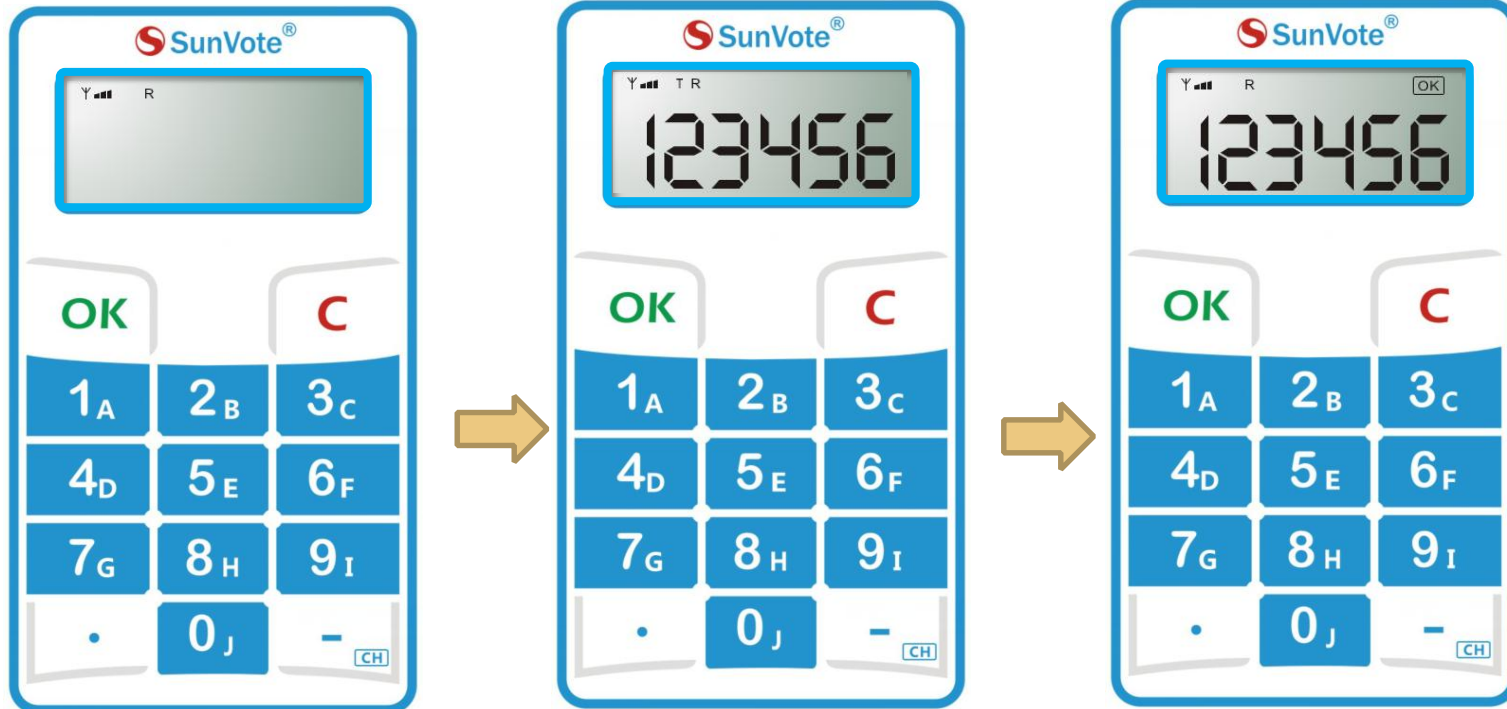 SunVote®
R
OK C
1A 2B 3C
4D 5E 6F
7G 8H 9I
. 0J -
CH
SunVote®
T R
123456
OK C
1A 2B 3C
4D 5E 6F
7G 8H 9I
. 0J -
CH
SunVote®
R OK
123456
OK C
1A 2B 3C
4D 5E 6F
7G 8H 9I
. 0J -
CH